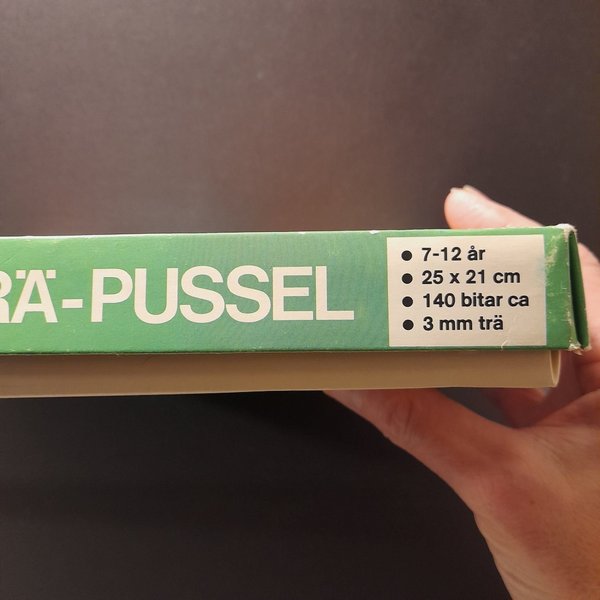 RÄ-PUSSEL
• 7-12 år
• 25 x 21 cm
• 140 bitar ca
• 3 mm trä